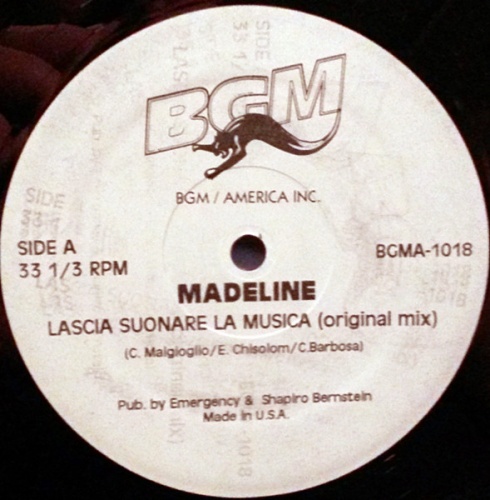 BGM
BGM / AMERICA INC.
SIDE A
33 1/3 RPM
BGMA-1018
MADELINE
LASCIA SUONARE LA MUSICA (original mix)
(C. Malgioglio/E. Chisolom/C.Barbosa)
Pub. by Emergency & Shapiro Bernstein
Made in U.S.A.